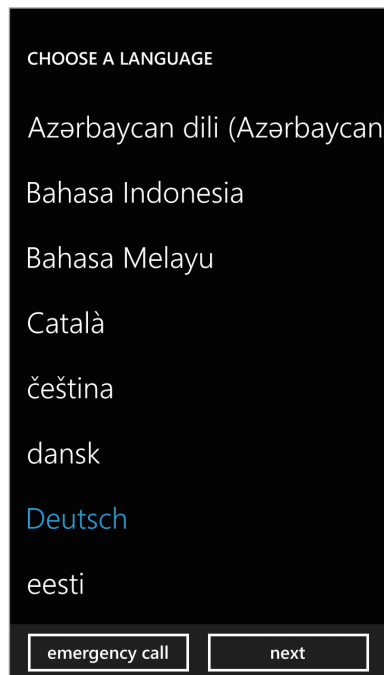 CHOOSE A LANGUAGE
Azərbaycan dili (Azərbaycan
Bahasa Indonesia
Bahasa Melayu
Català
čeština
dansk
Deutsch
eesti
emergency call next